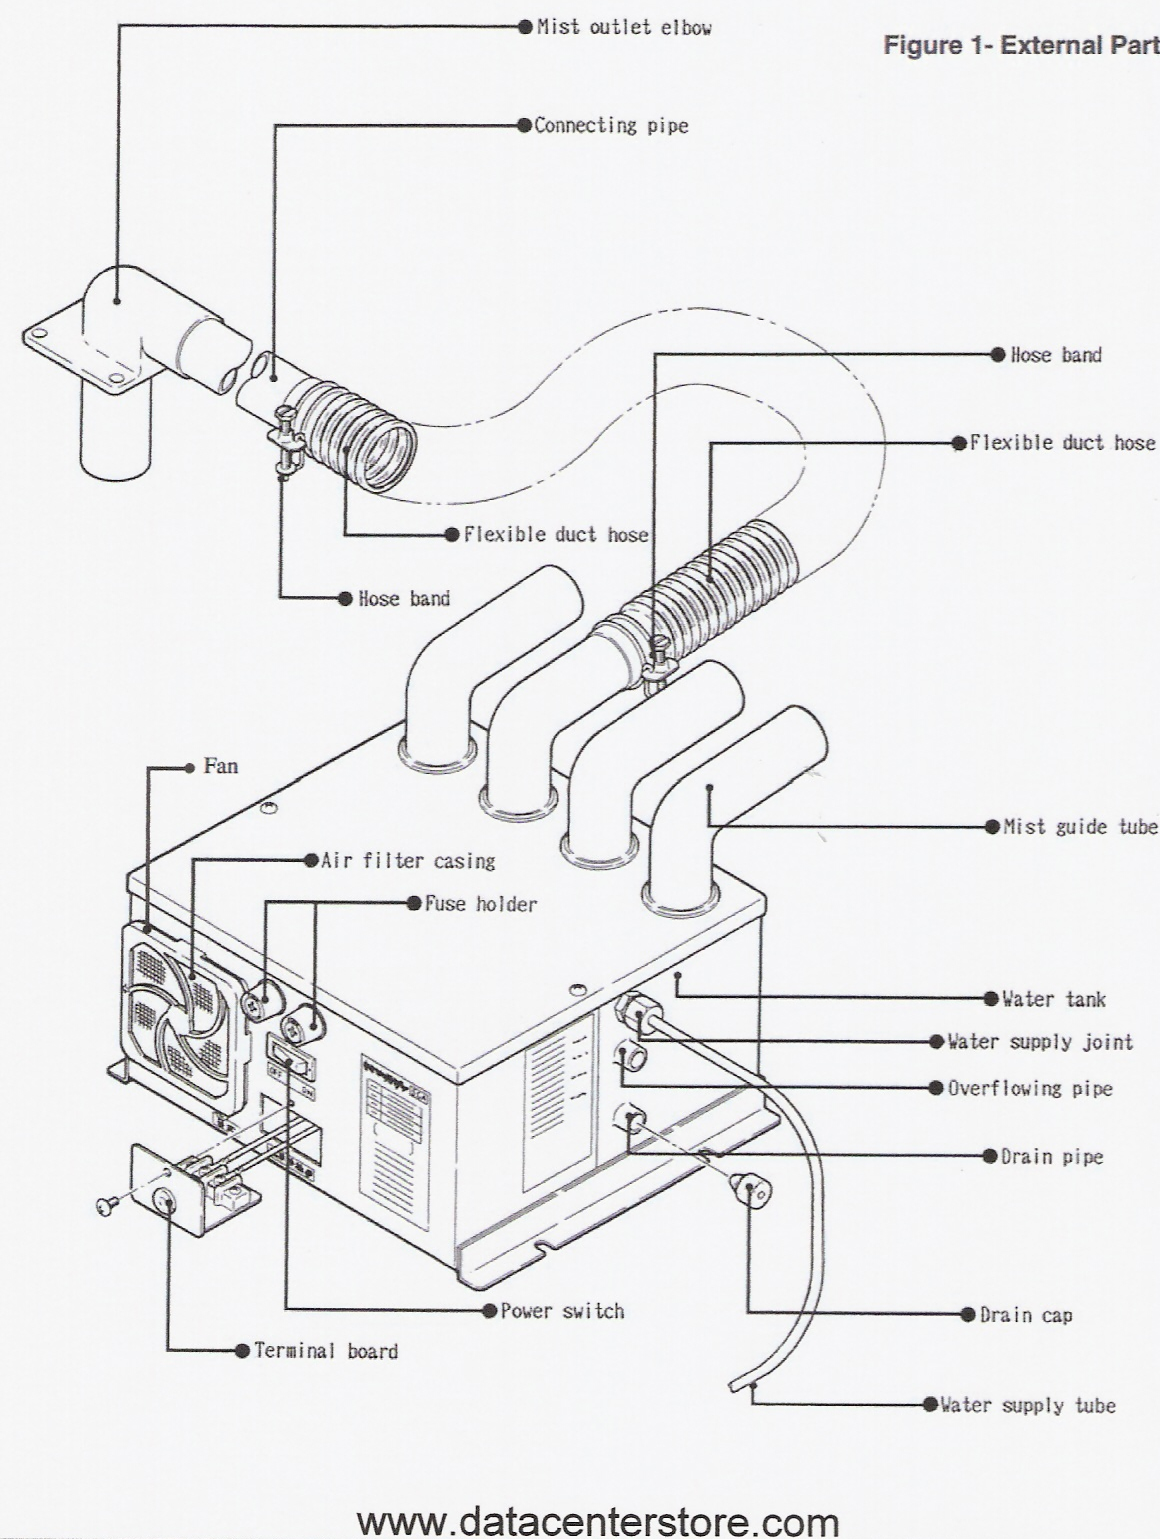 Mist outlet elbow
Figure 1- External Part
Connecting pipe
Hose band
Flexible duct hose
Flexible duct hose
Hose band
Fan
Mist guide tube
Air filter casing
Fuse holder
Water tank
Water supply joint
OFF
ON
Overflowing pipe
Drain pipe
Power switch
Drain cap
Terminal board
Water supply tube
www.datacenterstore.com